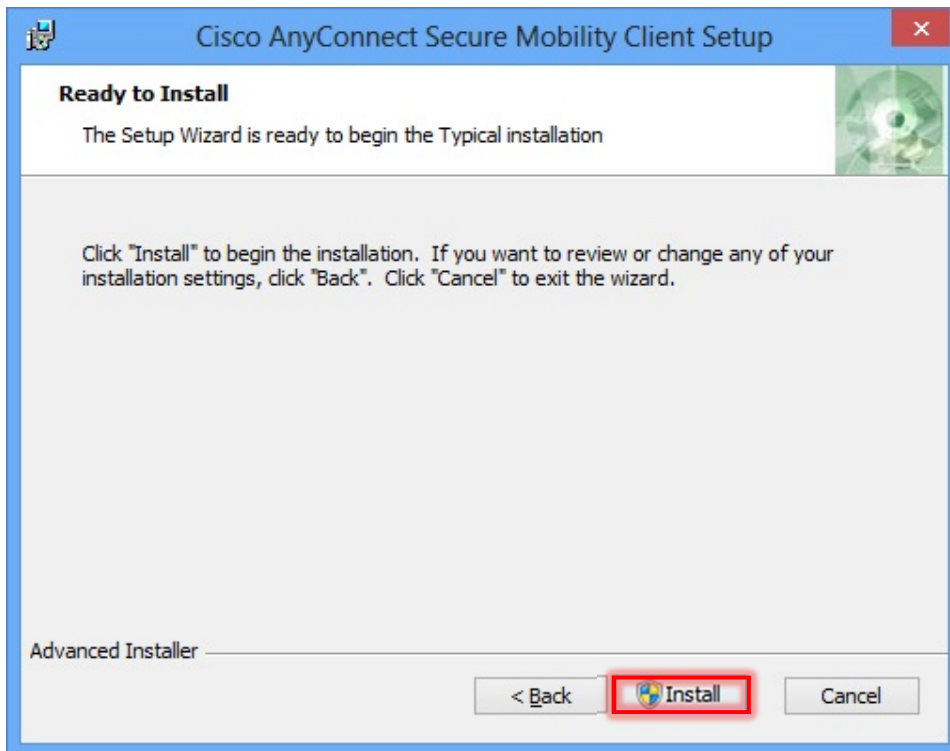 Cisco AnyConnect Secure Mobility Client Setup
Ready to Install
The Setup Wizard is ready to begin the Typical installation
Click "Install" to begin the installation.  If you want to review or change any of your
installation settings, click "Back".  Click "Cancel" to exit the wizard.
Advanced Installer
< Back
Install
Cancel